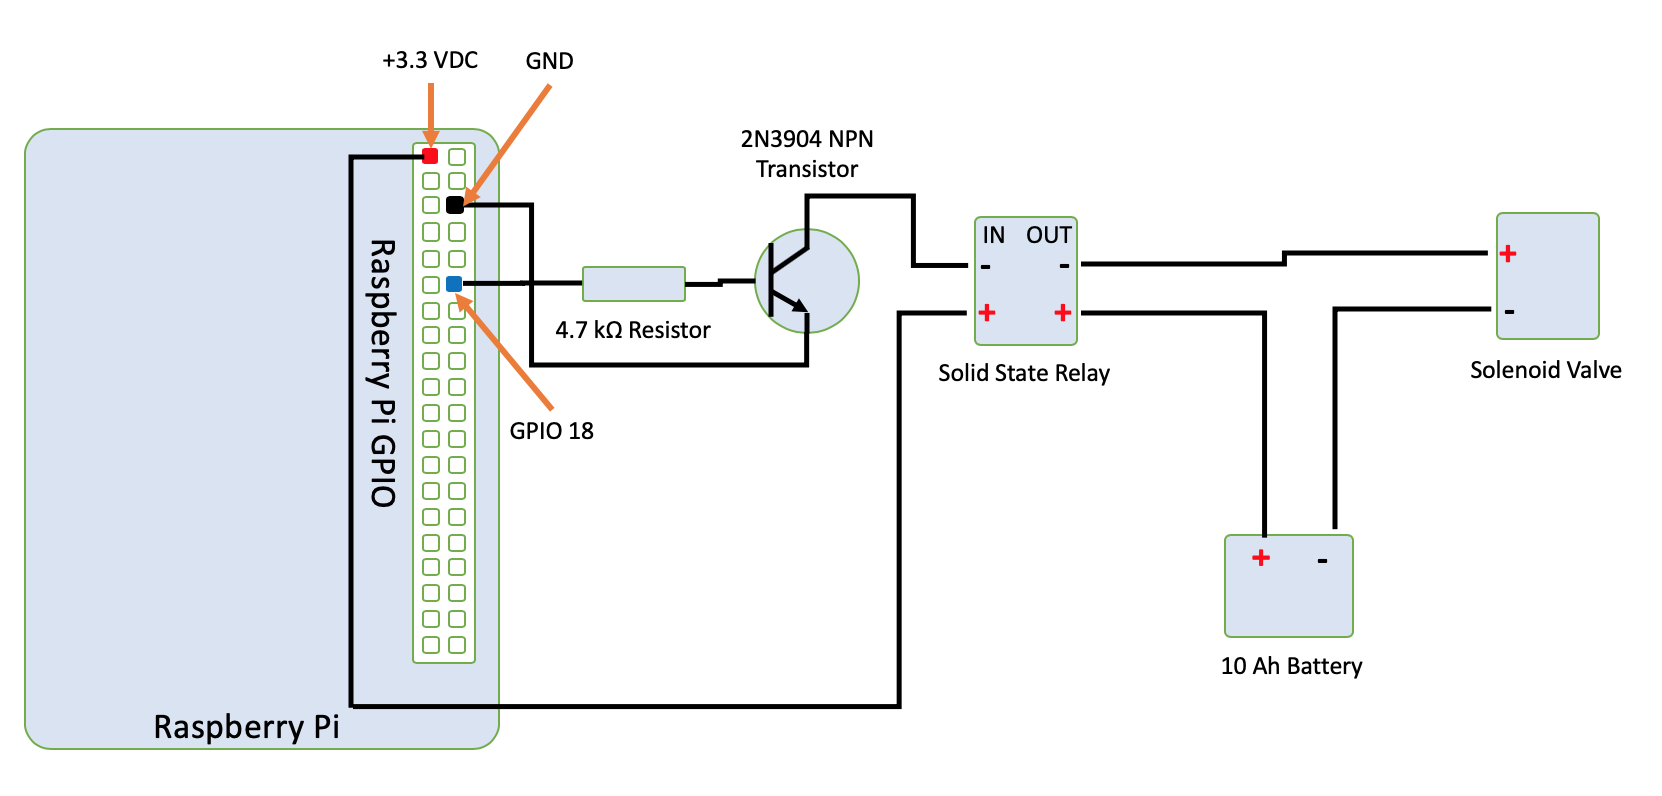 +3.3 VDC
GND
2N3904 NPN
Transistor
IN OUT
- -
+ +
Solid State Relay
+
-
Solenoid Valve
4.7 kΩ Resistor
Raspberry Pi GPIO
GPIO 18
+ -
10 Ah Battery
Raspberry Pi